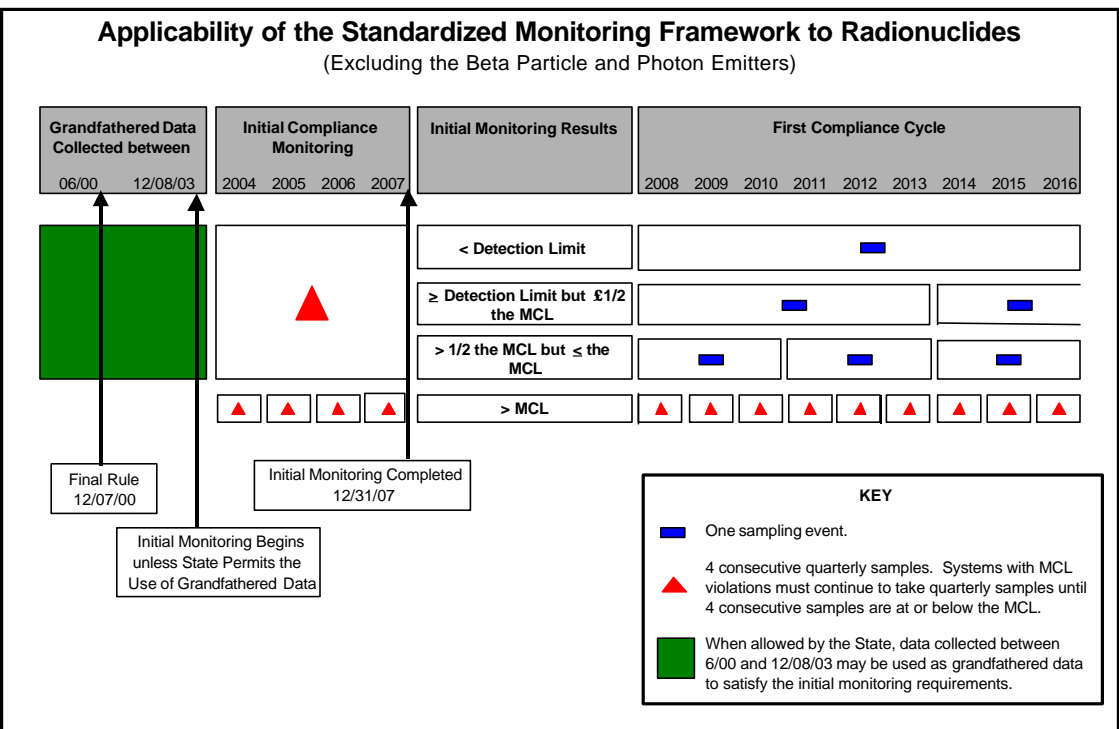 Applicability of the Standardized Monitoring Framework to Radionuclides
(Excluding the Beta Particle and Photon Emitters)
Grandfathered Data
Collected between
06/00 12/08/03
Initial Compliance
Monitoring
2004 2005 2006 2007
Initial Monitoring Results
First Compliance Cycle
2008 2009 2010 2011 2012 2013 2014 2015 2016
< Detection Limit
≥ Detection Limit but £1/2
the MCL
> 1/2 the MCL but ≤ the
MCL
> MCL
Final Rule
12/07/00
Initial Monitoring Completed
12/31/07
Initial Monitoring Begins
unless State Permits the
Use of Grandfathered Data
KEY
One sampling event.
4 consecutive quarterly samples. Systems with MCL
violations must continue to take quarterly samples until
4 consecutive samples are at or below the MCL.
When allowed by the State, data collected between
6/00 and 12/08/03 may be used as grandfathered data
to satisfy the initial monitoring requirements.